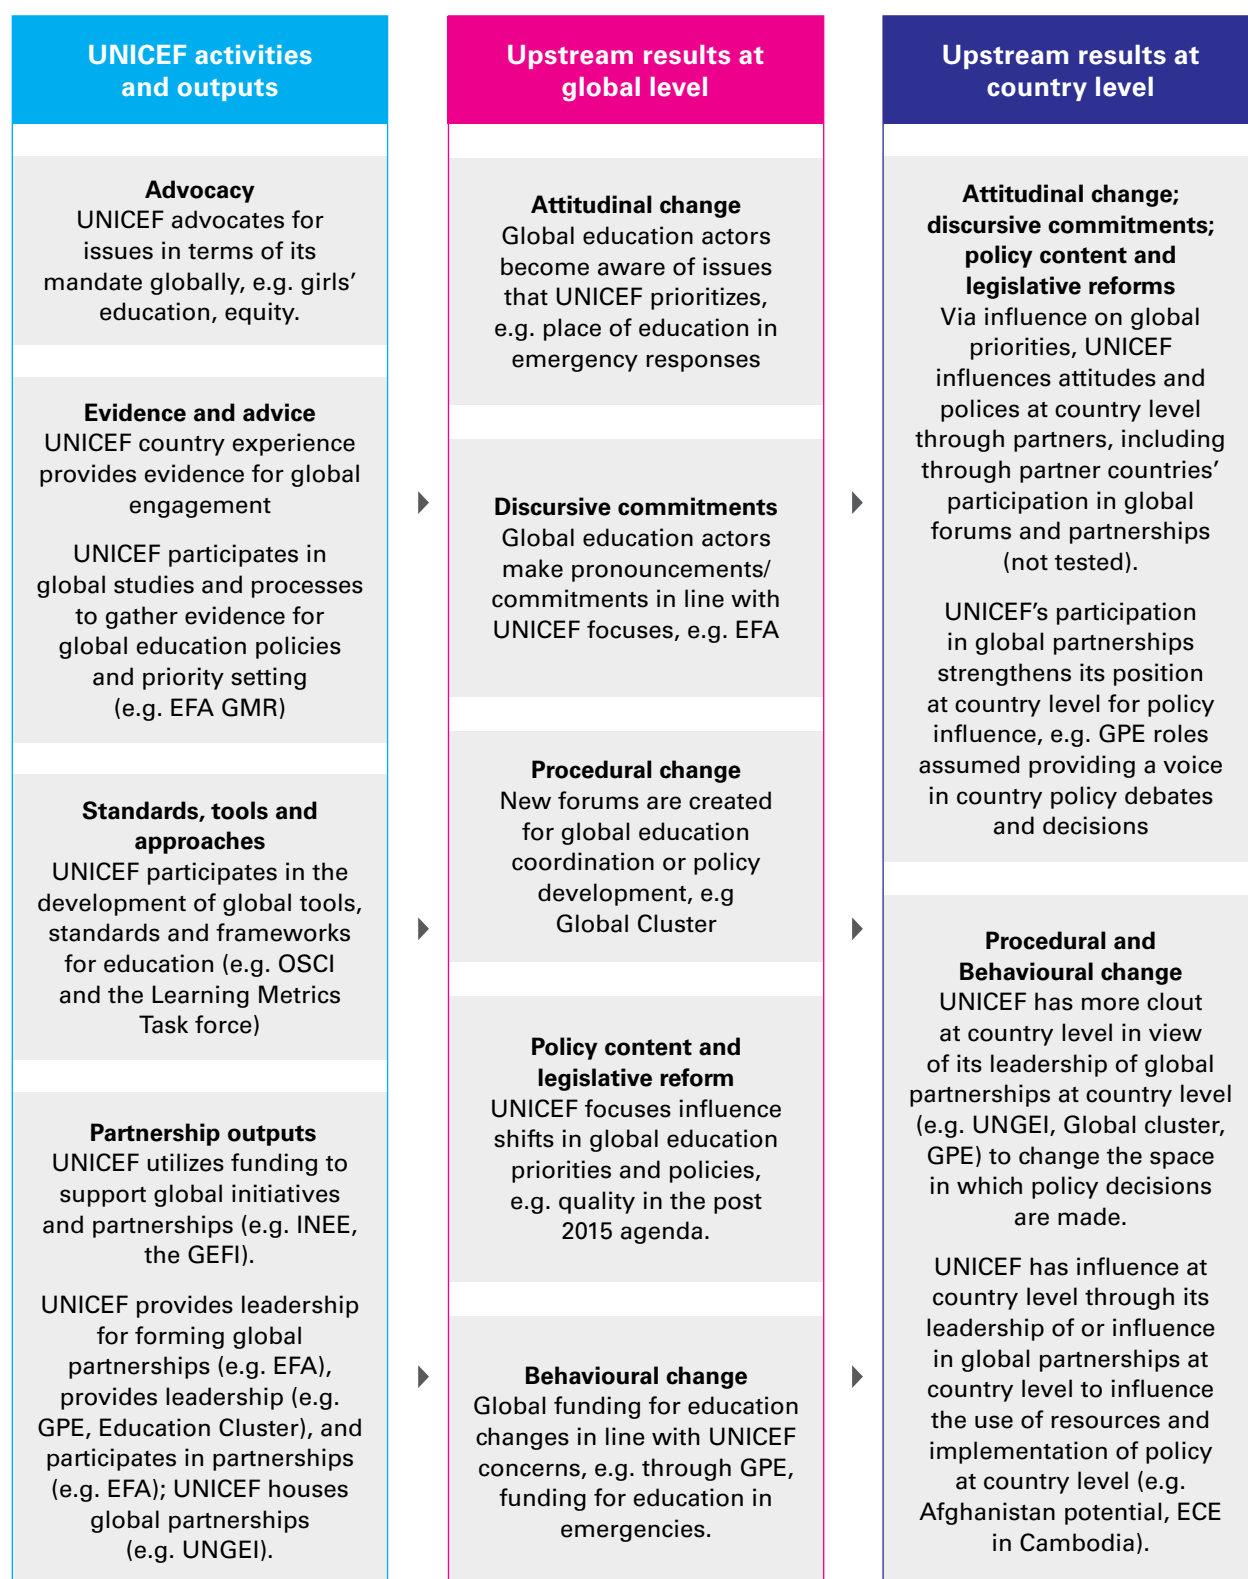 UNICEF activities
and outputs
Advocacy
UNICEF advocates for
issues in terms of its
mandate globally, e.g. girls’
education, equity.
Evidence and advice
UNICEF country experience
provides evidence for global
engagement
UNICEF participates in
global studies and processes
to gather evidence for
global education policies
and priority setting
(e.g. EFA GMR)
Standards, tools and
approaches
UNICEF participates in the
development of global tools,
standards and frameworks
for education (e.g. OSCI
and the Learning Metrics
Task force)
Partnership outputs
UNICEF utilizes funding to
support global initiatives
and partnerships (e.g. INEE,
the GEFI).
UNICEF provides leadership
for forming global
partnerships (e.g. EFA),
provides leadership (e.g.
GPE, Education Cluster), and
participates in partnerships
(e.g. EFA); UNICEF houses
global partnerships
(e.g. UNGEI).
Upstream results at
global level
Attitudinal change
Global education actors
become aware of issues
that UNICEF prioritizes,
e.g. place of education in
emergency responses
Discursive commitments
Global education actors
make pronouncements/
commitments in line with
UNICEF focuses, e.g. EFA
Procedural change
New forums are created
for global education
coordination or policy
development, e.g
Global Cluster
Policy content and
legislative reform
UNICEF focuses influence
shifts in global education
priorities and policies,
e.g. quality in the post
2015 agenda.
Behavioural change
Global funding for education
changes in line with UNICEF
concerns, e.g. through GPE,
funding for education in
emergencies.
Upstream results at
country level
Attitudinal change;
discursive commitments;
policy content and
legislative reforms
Via influence on global
priorities, UNICEF
influences attitudes and
polices at country level
through partners, including
through partner countries’
participation in global
forums and partnerships
(not tested).
UNICEF’s participation
in global partnerships
strengthens its position
at country level for policy
influence, e.g. GPE roles
assumed providing a voice
in country policy debates
and decisions
Procedural and
Behavioural change
UNICEF has more clout
at country level in view
of its leadership of global
partnerships at country level
(e.g. UNGEI, Global cluster,
GPE) to change the space
in which policy decisions
are made.
UNICEF has influence at
country level through its
leadership of or influence
in global partnerships at
country level to influence
the use of resources and
implementation of policy
at country level (e.g.
Afghanistan potential, ECE
in Cambodia).